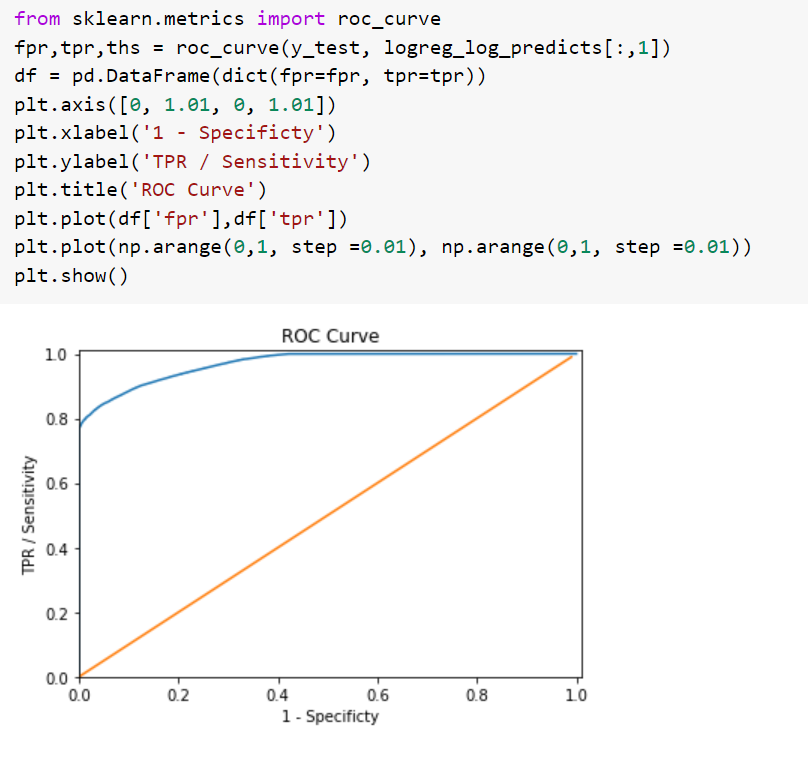 from sklearn.metrics import roc_curve
fpr,tpr,ths = roc_curve(y_test, logreg_log_predicts[:,1])
df = pd.DataFrame(dict(fpr=fpr, tpr=tpr))
plt.axis([0, 1.01, 0, 1.01])
plt.xlabel('1 - Specificty')
plt.ylabel('TPR / Sensitivity')
plt.title('ROC Curve')
plt.plot(df['fpr'],df['tpr'])
plt.plot(np.arange(0,1, step =0.01), np.arange(0,1, step =0.01))
plt.show()
ROC Curve
TPR / Sensitivity
1.0
0.8
0.6
0.4
0.2
0.0
0.0 0.2 0.4 0.6 0.8 1.0
1 - Specificty